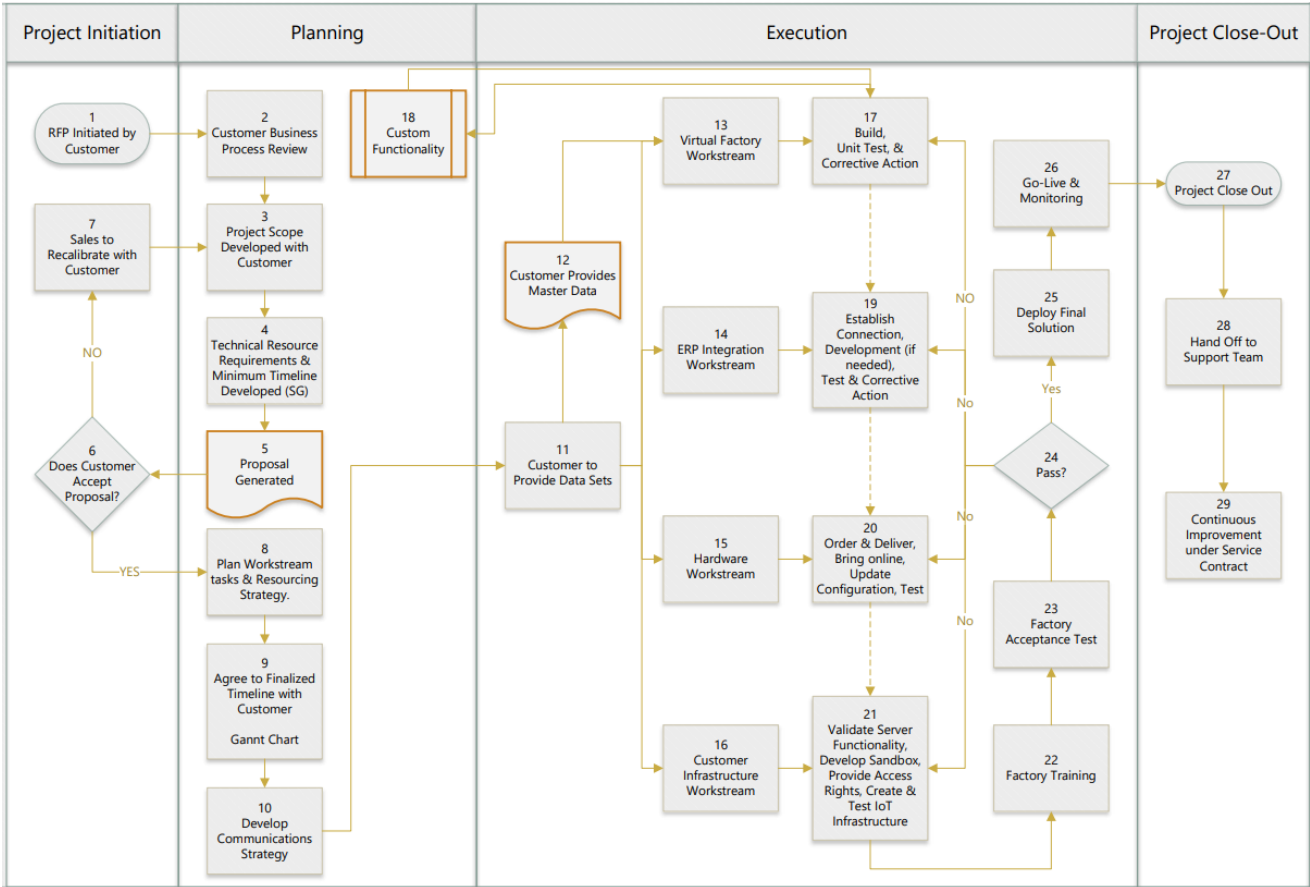 Project Initiation
Planning
Execution
Project Close-Out
1
RFP Initiated by
Customer
2
Customer Business
Process Review
18
Custom
Functionality
13
Virtual Factory
Workstream
17
Build,
Unit Test, &
Corrective Action
26
Go-Live &
Monitoring
27
Project Close Out
7
Sales to
Recalibrate with
Customer
3
Project Scope
Developed with
Customer
12
Customer Provides
Master Data
NO
25
Deploy Final
Solution
4
Technical Resource
Requirements &
Minimum Timeline
Developed (SG)
14
ERP Integration
Workstream
19
Establish
Connection,
Development (if
needed),
Test & Corrective
Action
28
Hand Off to
Support Team
NO
Yes
No
6
Does Customer
Accept
Proposal?
5
Proposal
Generated
11
Customer to
Provide Data Sets
24
Pass?
No
8
Plan Workstream
tasks & Resourcing
Strategy.
YES
15
Hardware
Workstream
20
Order & Deliver,
Bring online,
Update
Configuration, Test
29
Continuous
Improvement
under Service
Contract
No
23
Factory
Acceptance Test
9
Agree to Finalized
Timeline with
Customer
Gannt Chart
16
Customer
Infrastructure
Workstream
21
Validate Server
Functionality,
Develop Sandbox,
Provide Access
Rights, Create &
Test IoT
Infrastructure
22
Factory Training
10
Develop
Communications
Strategy